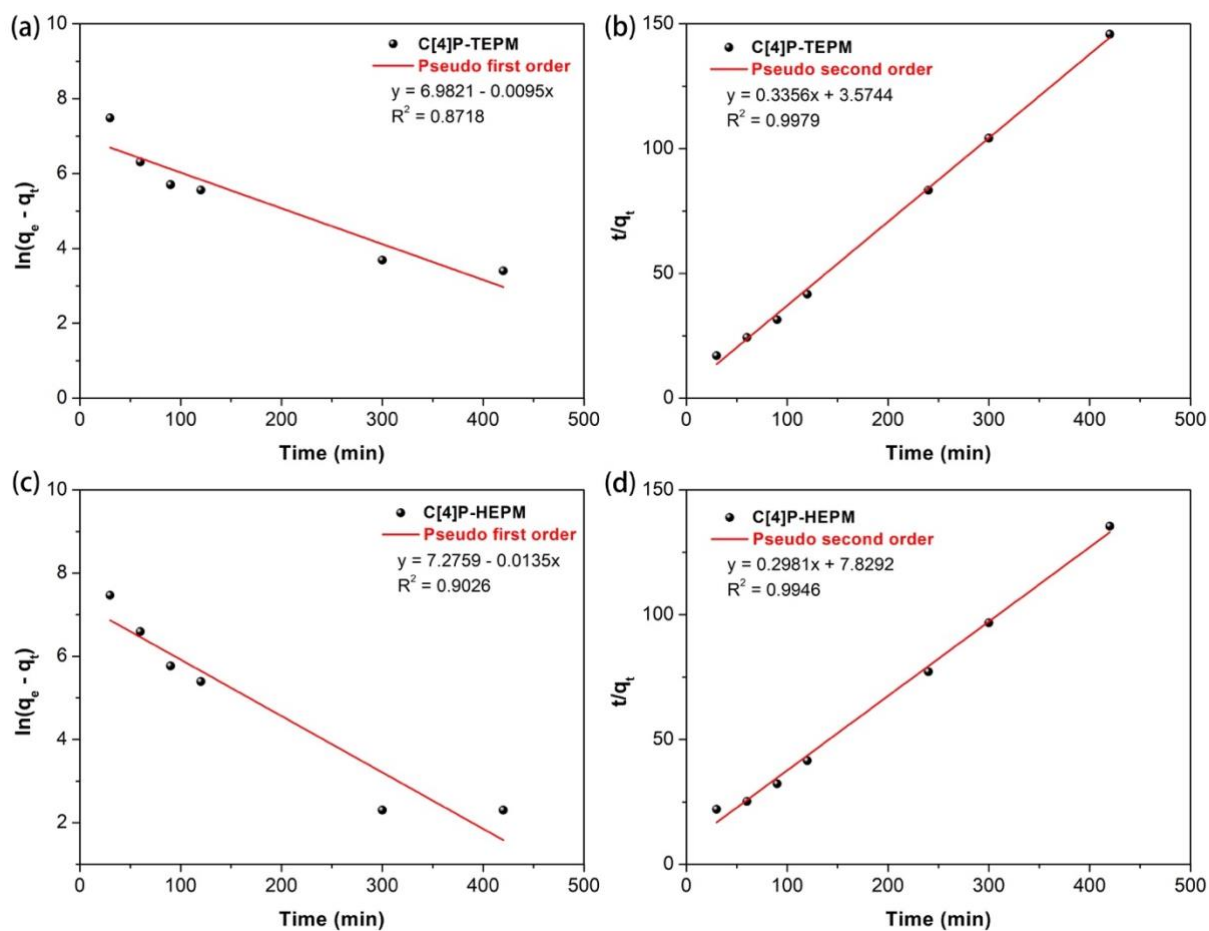 (a)
C[4]P-TEPM
Pseudo first order
y = 6.9821 - 0.0095x
R² = 0.8718
10
8
6
4
2
0
ln(qₑ - qₜ)
0 100 200 300 400 500
Time (min)
(b)
C[4]P-TEPM
Pseudo second order
y = 0.3356x + 3.5744
R² = 0.9979
150
100
50
0
t/qₜ
0 100 200 300 400 500
Time (min)
(c)
C[4]P-HEPM
Pseudo first order
y = 7.2759 - 0.0135x
R² = 0.9026
10
8
6
4
2
ln(qₑ - qₜ)
0 100 200 300 400 500
Time (min)
(d)
C[4]P-HEPM
Pseudo second order
y = 0.2981x + 7.8292
R² = 0.9946
150
100
50
0
t/qₜ
0 100 200 300 400 500
Time (min)